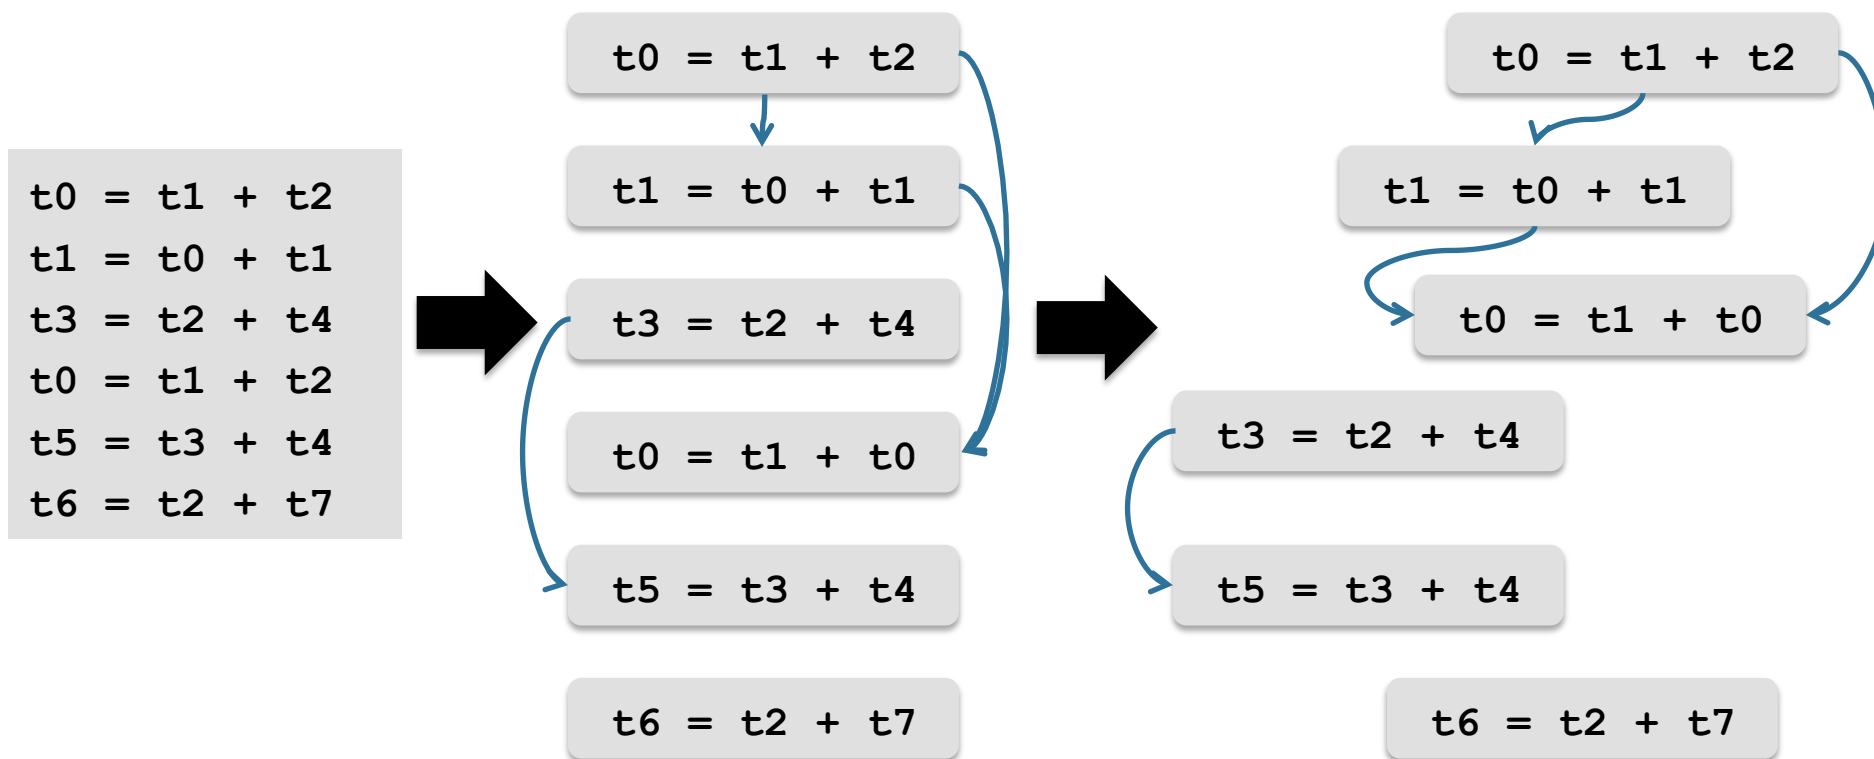 t0 = t1 + t2
t1 = t0 + t1
t3 = t2 + t4
t0 = t1 + t2
t5 = t3 + t4
t6 = t2 + t7
t0 = t1 + t2
t1 = t0 + t1
t3 = t2 + t4
t0 = t1 + t0
t5 = t3 + t4
t6 = t2 + t7
t0 = t1 + t2
t1 = t0 + t1
t0 = t1 + t0
t3 = t2 + t4
t5 = t3 + t4
t6 = t2 + t7